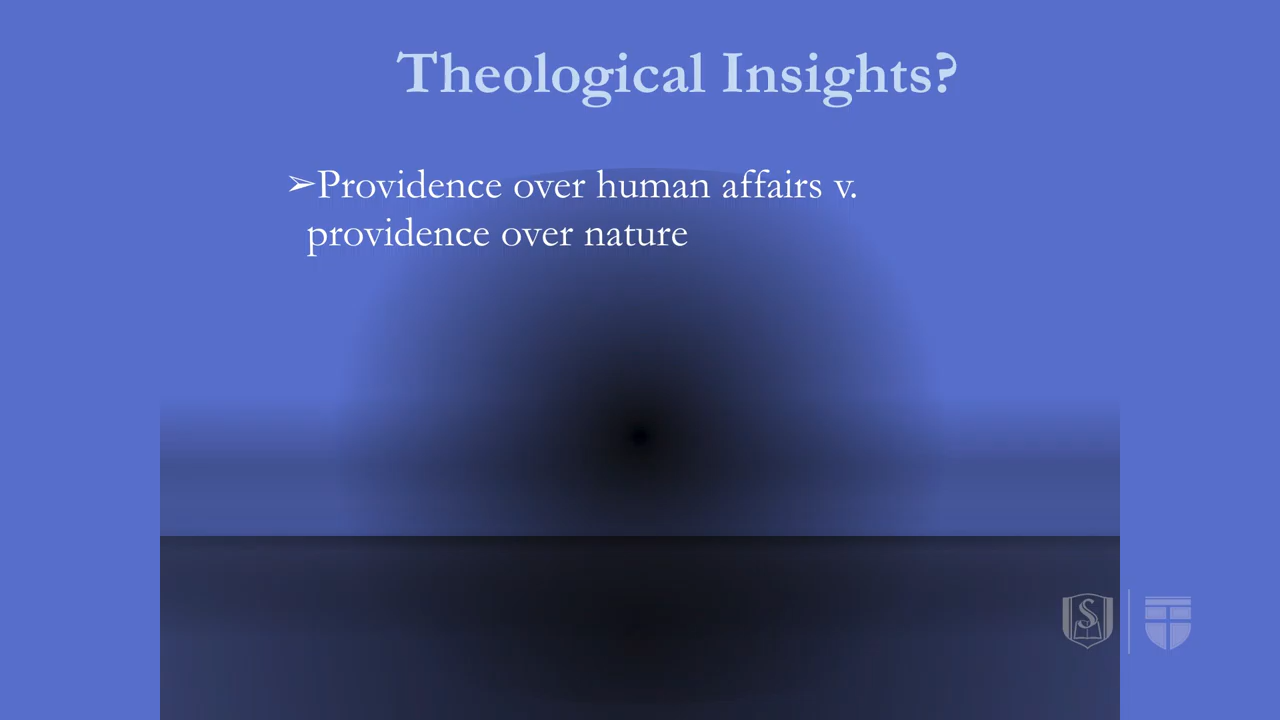 Theological Insights?
➢Providence over human affairs v.
providence over nature
S